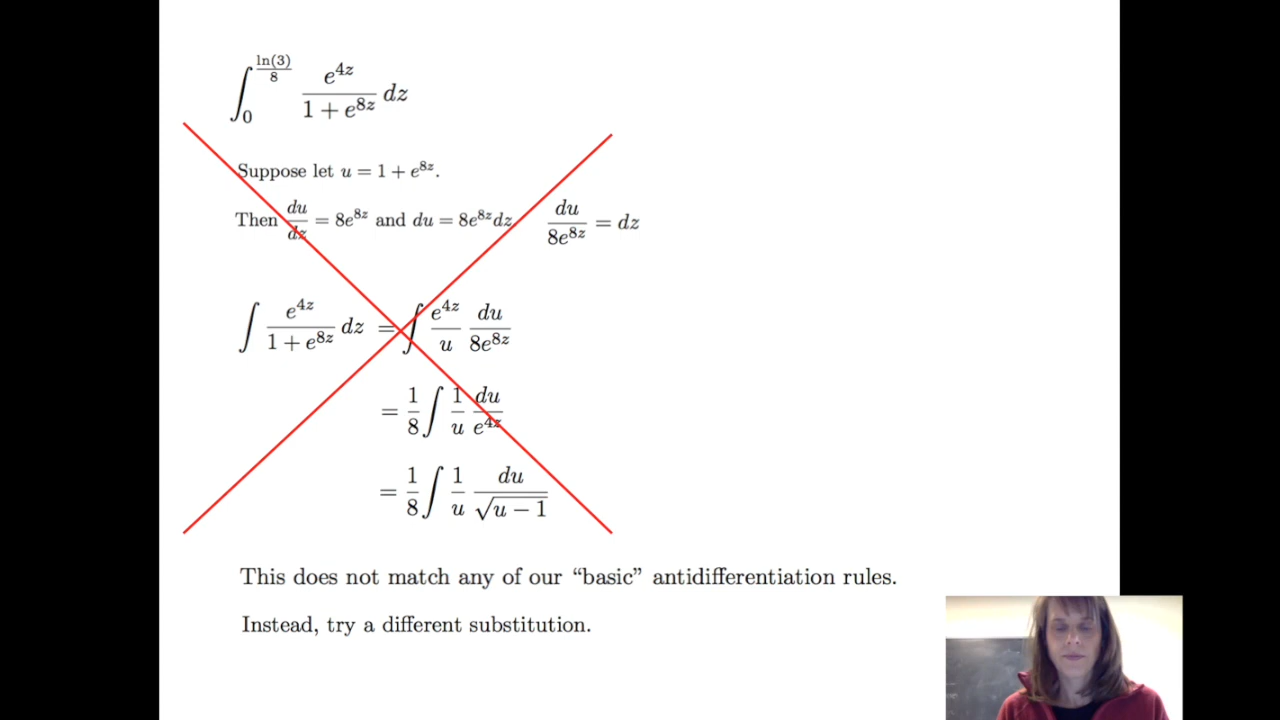 ∫₀^{ln(3)/8} e^{4z}/(1 + e^{8z}) dz
Suppose let u = 1 + e^{8z}.
Then du/dz = 8e^{8z} and du = 8e^{8z}dz du/(8e^{8z}) = dz
∫ e^{4z}/(1 + e^{8z}) dz = ∫ e^{4z}/u du/(8e^{8z})
= 1/8 ∫ 1/u du/e^{4z}
= 1/8 ∫ 1/u du/√(u − 1)
This does not match any of our “basic” antidifferentiation rules.
Instead, try a different substitution.